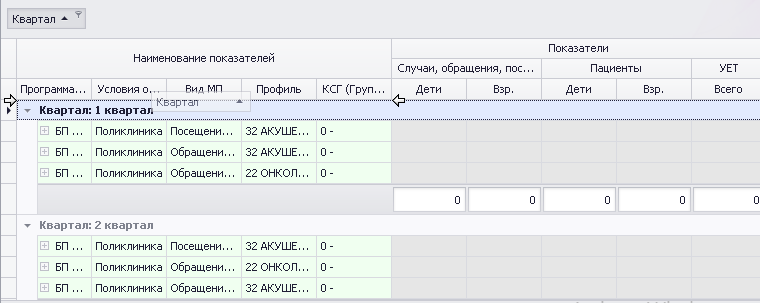 Квартал
Наименование показателей
Показатели
Случаи, обращения, пос... Пациенты УЕТ
Программа... Условия о... Вид МП Профиль КСГ (Груп... Дети Взр. Дети Взр. Всего
Квартал
Квартал: 1 квартал
БП ... Поликлиника Посещени... 32 АКУШЕ... 0 -
БП ... Поликлиника Обращени... 32 АКУШЕ... 0 -
БП ... Поликлиника Обращени... 22 ОНКОЛ... 0 -
0 0 0 0 0
Квартал: 2 квартал
БП ... Поликлиника Посещени... 32 АКУШЕ... 0 -
БП ... Поликлиника Обращени... 22 ОНКОЛ... 0 -
БП ... Поликлиника Обращени... 32 АКУШЕ... 0 -